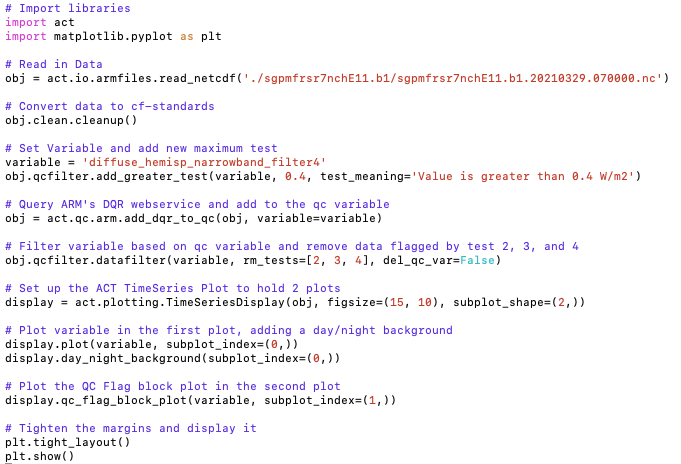 # Import libraries
import act
import matplotlib.pyplot as plt
# Read in Data
obj = act.io.armfiles.read_netcdf('./sgpmfrsr7nchE11.b1/sgpmfrsr7nchE11.b1.20210329.070000.nc')
# Convert data to cf-standards
obj.clean.cleanup()
# Set Variable and add new maximum test
variable = 'diffuse_hemisp_narrowband_filter4'
obj.qcfilter.add_greater_test(variable, 0.4, test_meaning='Value is greater than 0.4 W/m2')
# Query ARM's DQR webservice and add to the qc variable
obj = act.qc.arm.add_dqr_to_qc(obj, variable=variable)
# Filter variable based on qc variable and remove data flagged by test 2, 3, and 4
obj.qcfilter.datafilter(variable, rm_tests=[2, 3, 4], del_qc_var=False)
# Set up the ACT TimeSeries Plot to hold 2 plots
display = act.plotting.TimeSeriesDisplay(obj, figsize=(15, 10), subplot_shape=(2,))
# Plot variable in the first plot, adding a day/night background
display.plot(variable, subplot_index=(0,))
display.day_night_background(subplot_index=(0,))
# Plot the QC Flag block plot in the second plot
display.qc_flag_block_plot(variable, subplot_index=(1,))
# Tighten the margins and display it
plt.tight_layout()
plt.show()